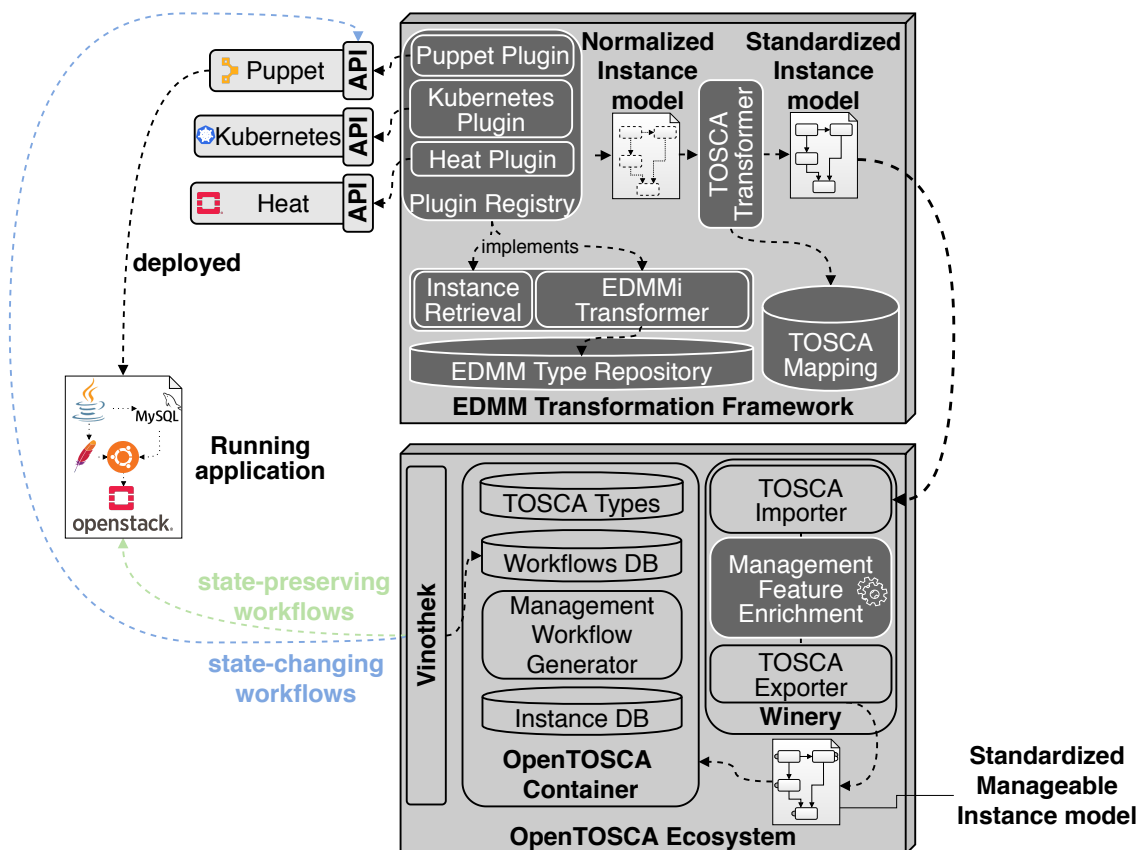 Puppet
API
Kubernetes
API
Heat
API
deployed
Puppet Plugin
Kubernetes
Plugin
Heat Plugin
Plugin Registry
implements
Instance
Retrieval
EDMMi
Transformer
EDMM Type Repository
Normalized
Instance
model
TOSCA
Transformer
Standardized
Instance
model
TOSCA
Mapping
EDMM Transformation Framework
MySQL
openstack.
Running
application
state-preserving
workflows
state-changing
workflows
Vinothek
TOSCA Types
Workflows DB
Management
Workflow
Generator
Instance DB
OpenTOSCA
Container
TOSCA
Importer
Management
Feature
Enrichment
TOSCA
Exporter
Winery
OpenTOSCA Ecosystem
Standardized
Manageable
Instance model